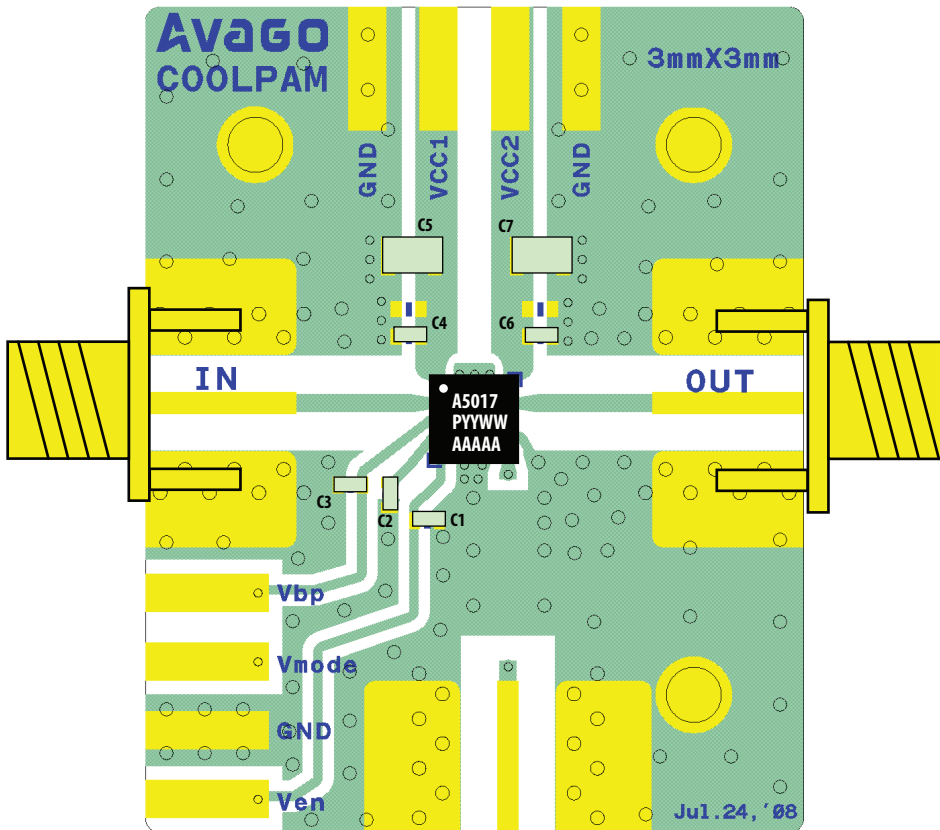 Avago
COOLPAM
3mmX3mm
GND
VCC1
VCC2
GND
C5
C7
C4
C6
IN
OUT
A5017
PYYWW
AAAAA
C3
C2
C1
Vbp
Vmode
GND
Ven
Jul.24,'08